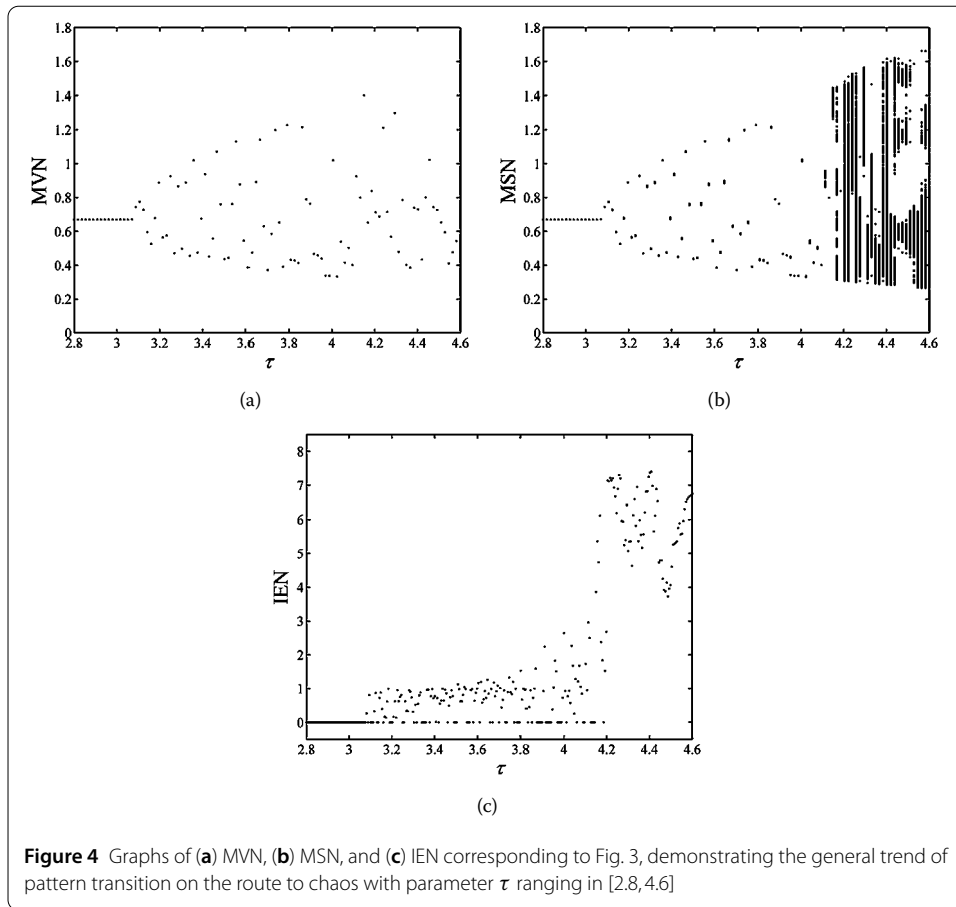 1.8
1.6
1.4
1.2
1
0.8
0.6
0.4
0.2
0
MVN
2.8 3 3.2 3.4 3.6 3.8 4 4.2 4.4 4.6
τ
(a)
1.8
1.6
1.4
1.2
1
0.8
0.6
0.4
0.2
0
MSN
2.8 3 3.2 3.4 3.6 3.8 4 4.2 4.4 4.6
τ
(b)
8
7
6
5
4
3
2
1
0
IEN
2.8 3 3.2 3.4 3.6 3.8 4 4.2 4.4 4.6
τ
(c)
Figure 4 Graphs of (a) MVN, (b) MSN, and (c) IEN corresponding to Fig. 3, demonstrating the general trend of
pattern transition on the route to chaos with parameter τ ranging in [2.8, 4.6]